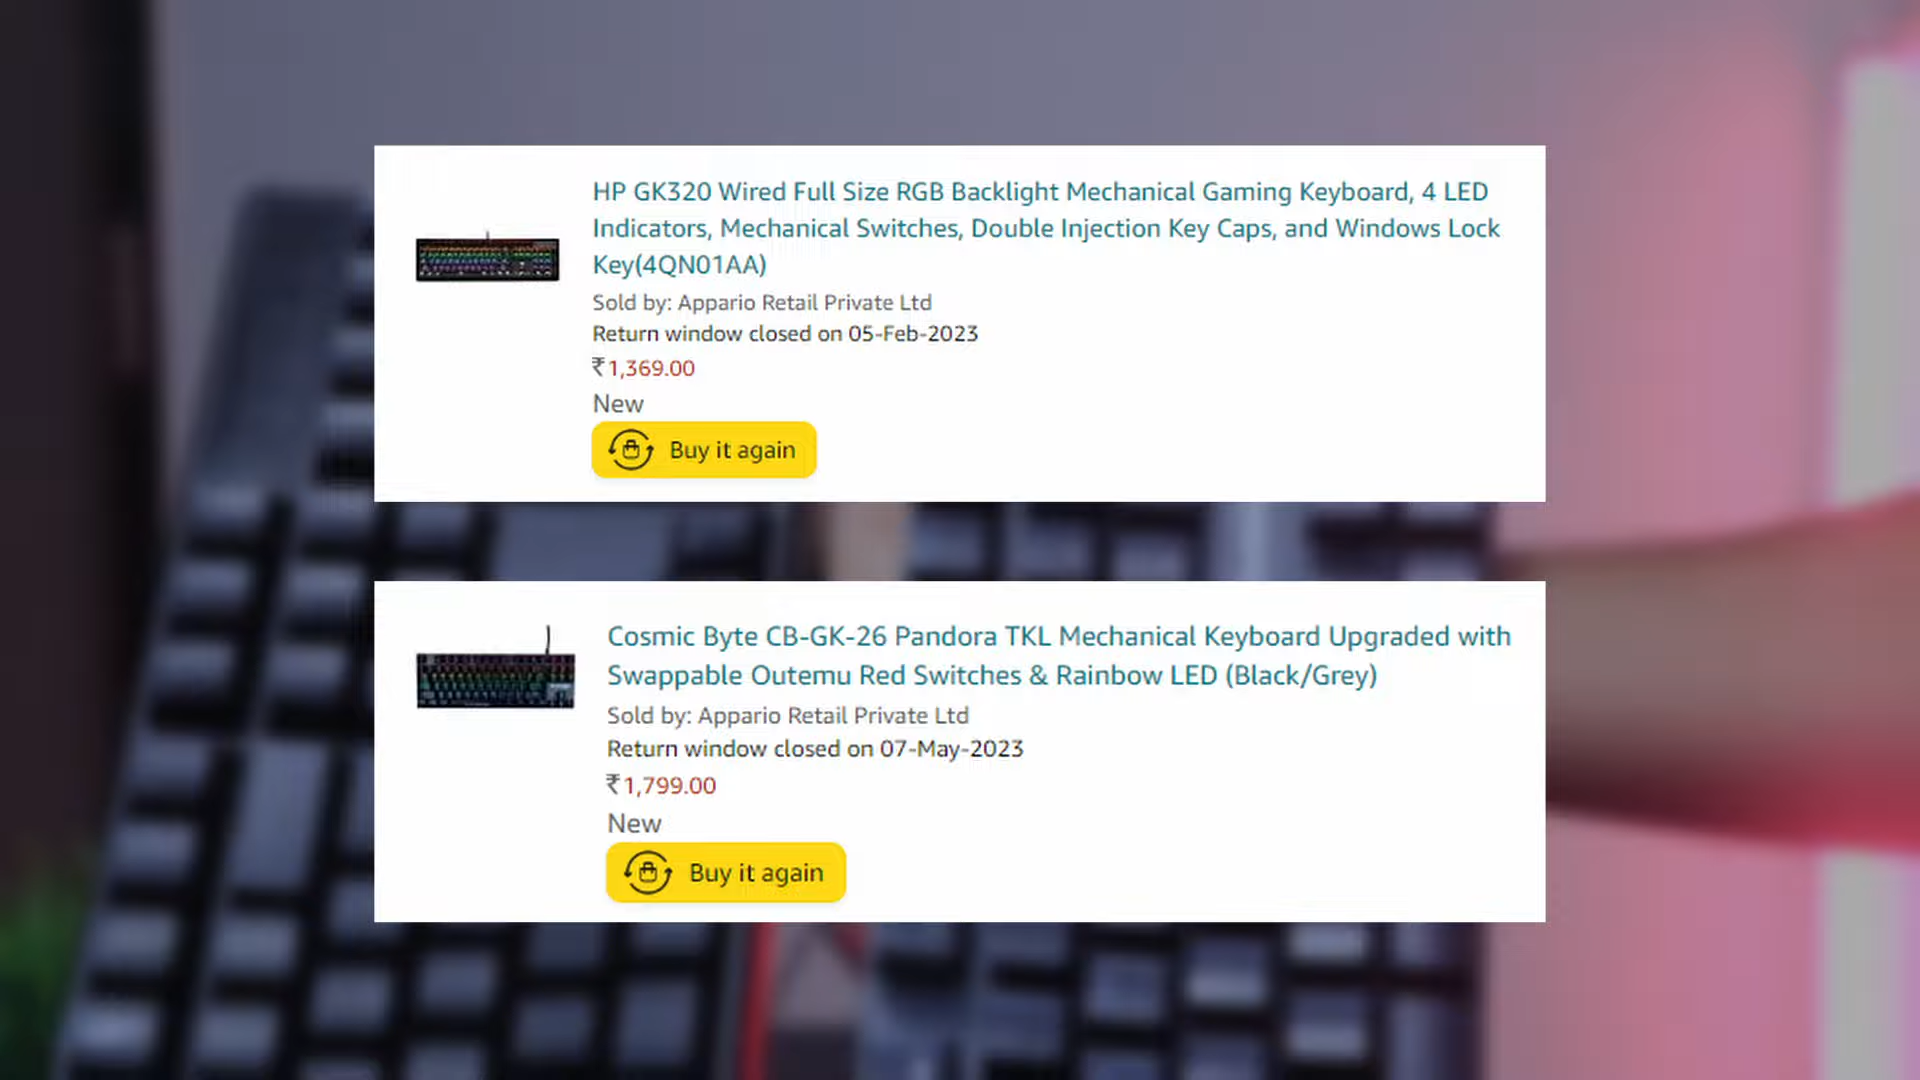 HP GK320 Wired Full Size RGB Backlight Mechanical Gaming Keyboard, 4 LED
Indicators, Mechanical Switches, Double Injection Key Caps, and Windows Lock
Key(4QN01AA)
Sold by: Appario Retail Private Ltd
Return window closed on 05-Feb-2023
₹1,369.00
New
Buy it again
Cosmic Byte CB-GK-26 Pandora TKL Mechanical Keyboard Upgraded with
Swappable Outemu Red Switches & Rainbow LED (Black/Grey)
Sold by: Appario Retail Private Ltd
Return window closed on 07-May-2023
₹1,799.00
New
Buy it again